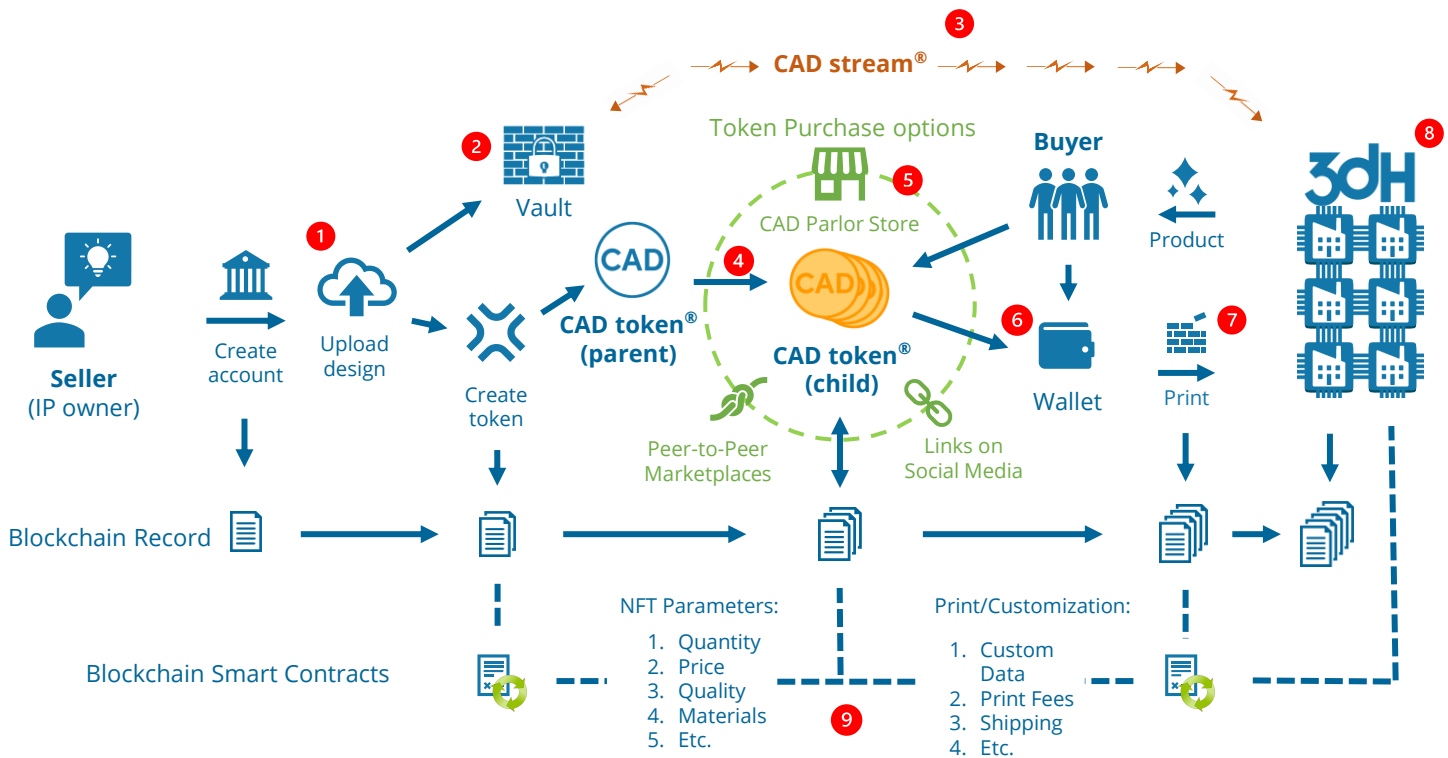 3
CAD stream®
Token Purchase options
Buyer
8
3dH
2
5
Vault
CAD Parlor Store
Product
1
CAD
4
CAD
CAD token®
(parent)
6
7
Create
account
Upload
design
CAD token®
(child)
Seller
(IP owner)
Create
token
Wallet
Print
Peer-to-Peer
Marketplaces
Links on
Social Media
Blockchain Record
NFT Parameters:
1. Quantity
2. Price
3. Quality
4. Materials
5. Etc.
Print/Customization:
1. Custom
Data
2. Print Fees
3. Shipping
4. Etc.
Blockchain Smart Contracts
9